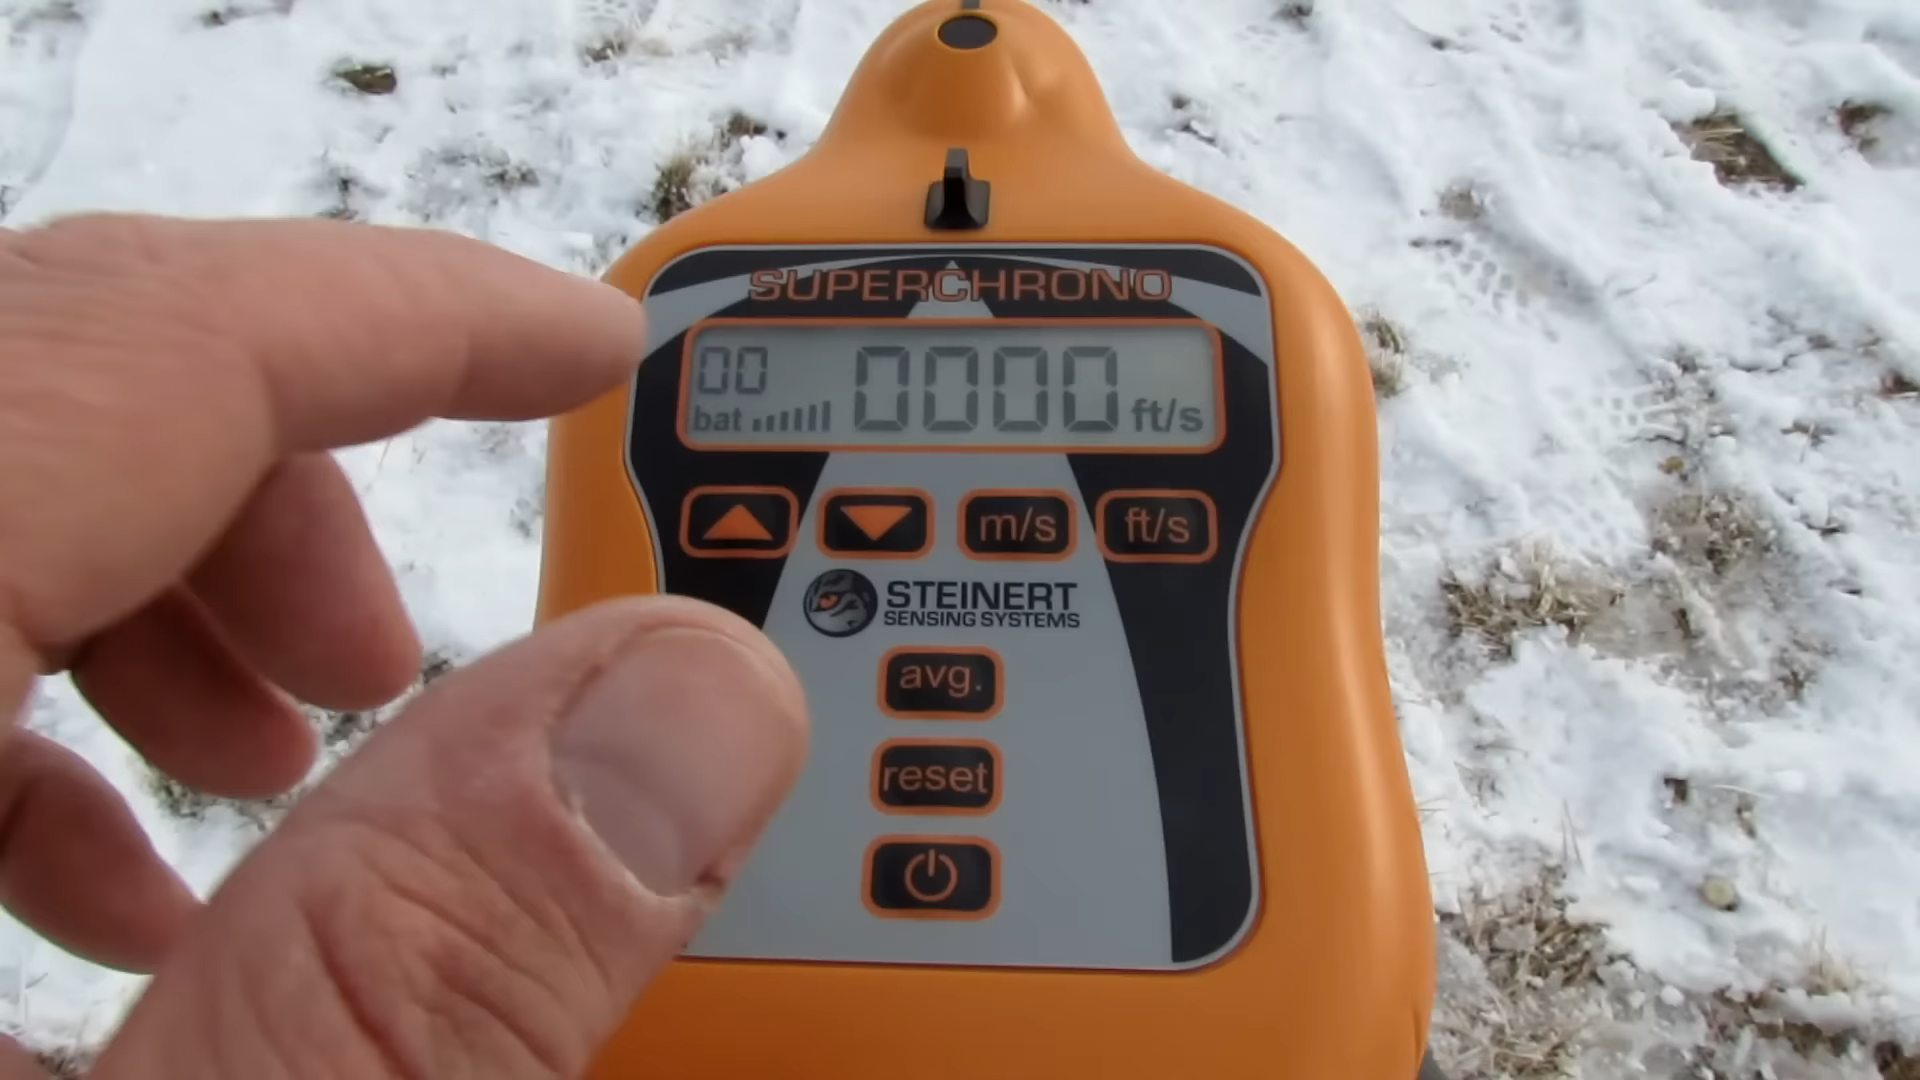 SUPERCHRONO
00
bat 0000 ft/s
m/s ft/s
STEINERT
SENSING SYSTEMS
avg.
reset